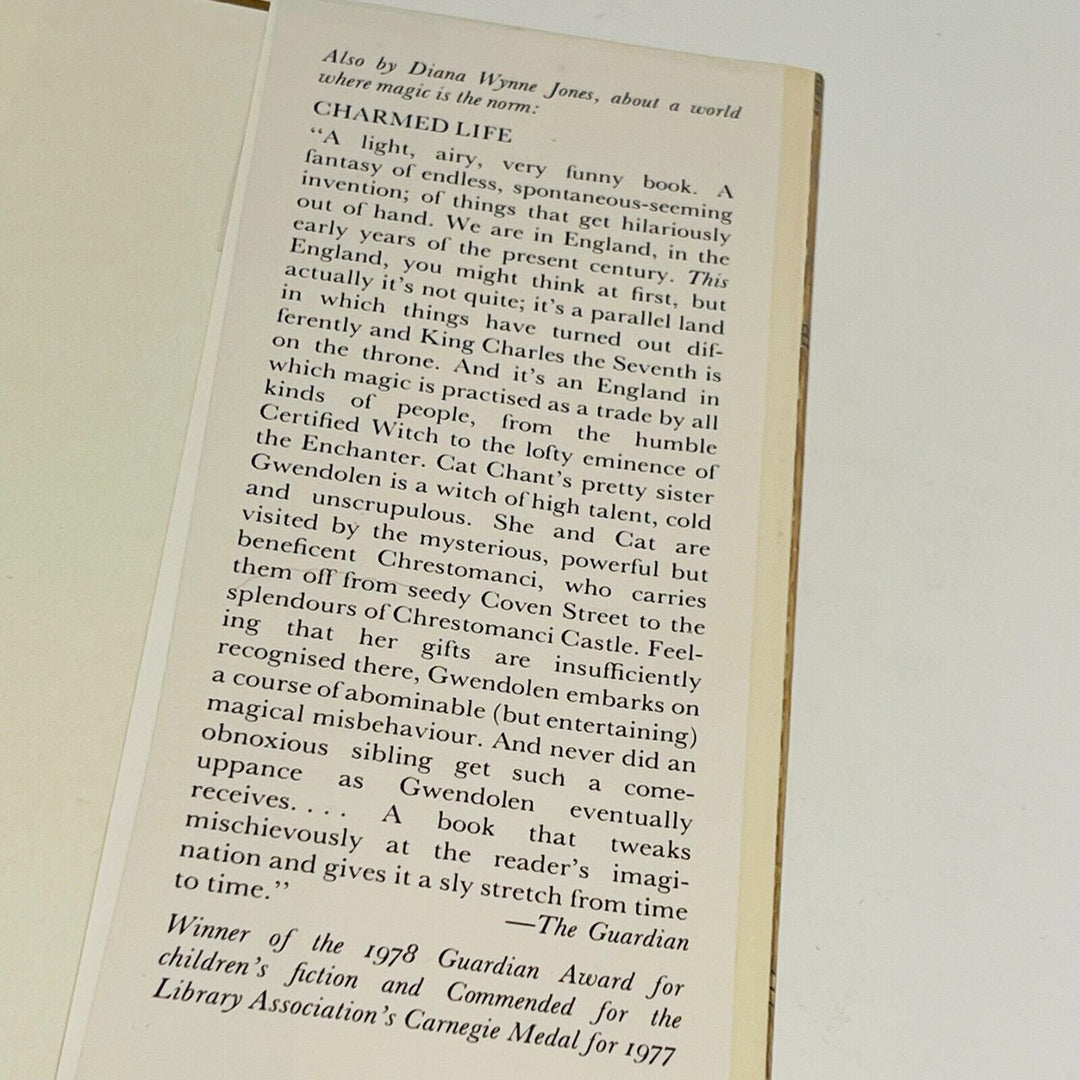 Also by Diana Wynne Jones, about a world
where magic is the norm:
CHARMED LIFE
“A light, airy, very funny book. A
fantasy of endless, spontaneous-seeming
invention; of things that get hilariously
out of hand. We are in England, in the
early years of the present century. This
England, you might think at first, but
actually it’s not quite; it’s a parallel land
in which things have turned out dif-
ferently and King Charles the Seventh is
on the throne. And it’s an England in
which magic is practised as a trade by all
kinds of people, from the humble
Certified Witch to the lofty eminence of
the Enchanter. Cat Chant’s pretty sister
Gwendolen is a witch of high talent, cold
and unscrupulous. She and Cat are
visited by the mysterious, powerful but
beneficent Chrestomanci, who carries
them off from seedy Coven Street to the
splendours of Chrestomanci Castle. Feel-
ing that her gifts are insufficiently
recognised there, Gwendolen embarks on
a course of abominable (but entertaining)
magical misbehaviour. And never did an
obnoxious sibling get such a come-
uppance as Gwendolen eventually
receives. . . . A book that tweaks
mischievously at the reader’s imagi-
nation and gives it a sly stretch from time
to time.”
—The Guardian
Winner of the 1978 Guardian Award for
children’s fiction and Commended for the
Library Association’s Carnegie Medal for 1977